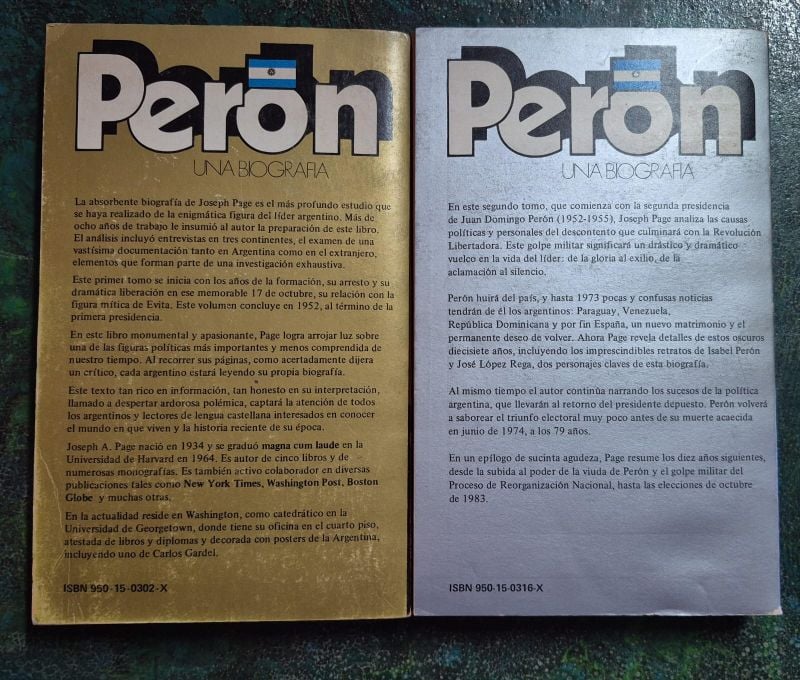 Perón
UNA BIOGRAFIA
La absorbente biografía de Joseph Page es el más profundo estudio que
se haya realizado de la enigmática figura del líder argentino. Más de
ocho años de trabajo le insumió al autor la preparación de este libro.
El análisis incluyó entrevistas en tres continentes, el examen de una
vastísima documentación tanto en Argentina como en el extranjero,
elementos que forman parte de una investigación exhaustiva.
Este primer tomo se inicia con los años de la formación, su arresto y su
dramática liberación en ese memorable 17 de octubre, su relación con la
figura mítica de Evita. Este volumen concluye en 1952, al término de la
primera presidencia.
En este libro monumental y apasionante, Page logra arrojar luz sobre
una de las figuras políticas más importantes y menos comprendida de
nuestro tiempo. Al recorrer sus páginas, como acertadamente dijera
un crítico, cada argentino estará leyendo su propia biografía.
Este texto tan rico en información, tan honesto en su interpretación,
llamado a despertar ardorosa polémica, captará la atención de todos
los argentinos y lectores de lengua castellana interesados en conocer
el mundo en que viven y la historia reciente de su época.
Joseph A. Page nació en 1934 y se graduó magna cum laude en la
Universidad de Harvard en 1964. Es autor de cinco libros y de
numerosas monografías. Es también activo colaborador en diversas
publicaciones tales como New York Times, Washington Post, Boston
Globe y muchas otras.
En la actualidad reside en Washington, como catedrático en la
Universidad de Georgetown, donde tiene su oficina en el cuarto piso,
atestada de libros y diplomas y decorada con posters de la Argentina,
incluyendo uno de Carlos Gardel.
ISBN 950-15-0302-X
Perón
UNA BIOGRAFIA
En este segundo tomo, que comienza con la segunda presidencia
de Juan Domingo Perón (1952-1955), Joseph Page analiza las causas
políticas y personales del descontento que culminará con la Revolución
Libertadora. Este golpe militar significará un drástico y dramático
vuelco en la vida del líder: de la gloria al exilio, de la
aclamación al silencio.
Perón huirá del país, y hasta 1973 pocas y confusas noticias
tendrán de él los argentinos: Paraguay, Venezuela,
República Dominicana y por fin España, un nuevo matrimonio y el
permanente deseo de volver. Ahora Page revela detalles de estos oscuros
diecisiete años, incluyendo los imprescindibles retratos de Isabel Perón
y José López Rega, dos personajes claves de esta biografía.
Al mismo tiempo el autor continúa narrando los sucesos de la política
argentina, que llevarán al retorno del presidente depuesto. Perón volverá
a saborear el triunfo electoral muy poco antes de su muerte acaecida
en junio de 1974, a los 79 años.
En un epílogo de sucinta agudeza, Page resume los diez años siguientes,
desde la subida al poder de la viuda de Perón y el golpe militar del
Proceso de Reorganización Nacional, hasta las elecciones de octubre
de 1983.
ISBN 950-15-0316-X